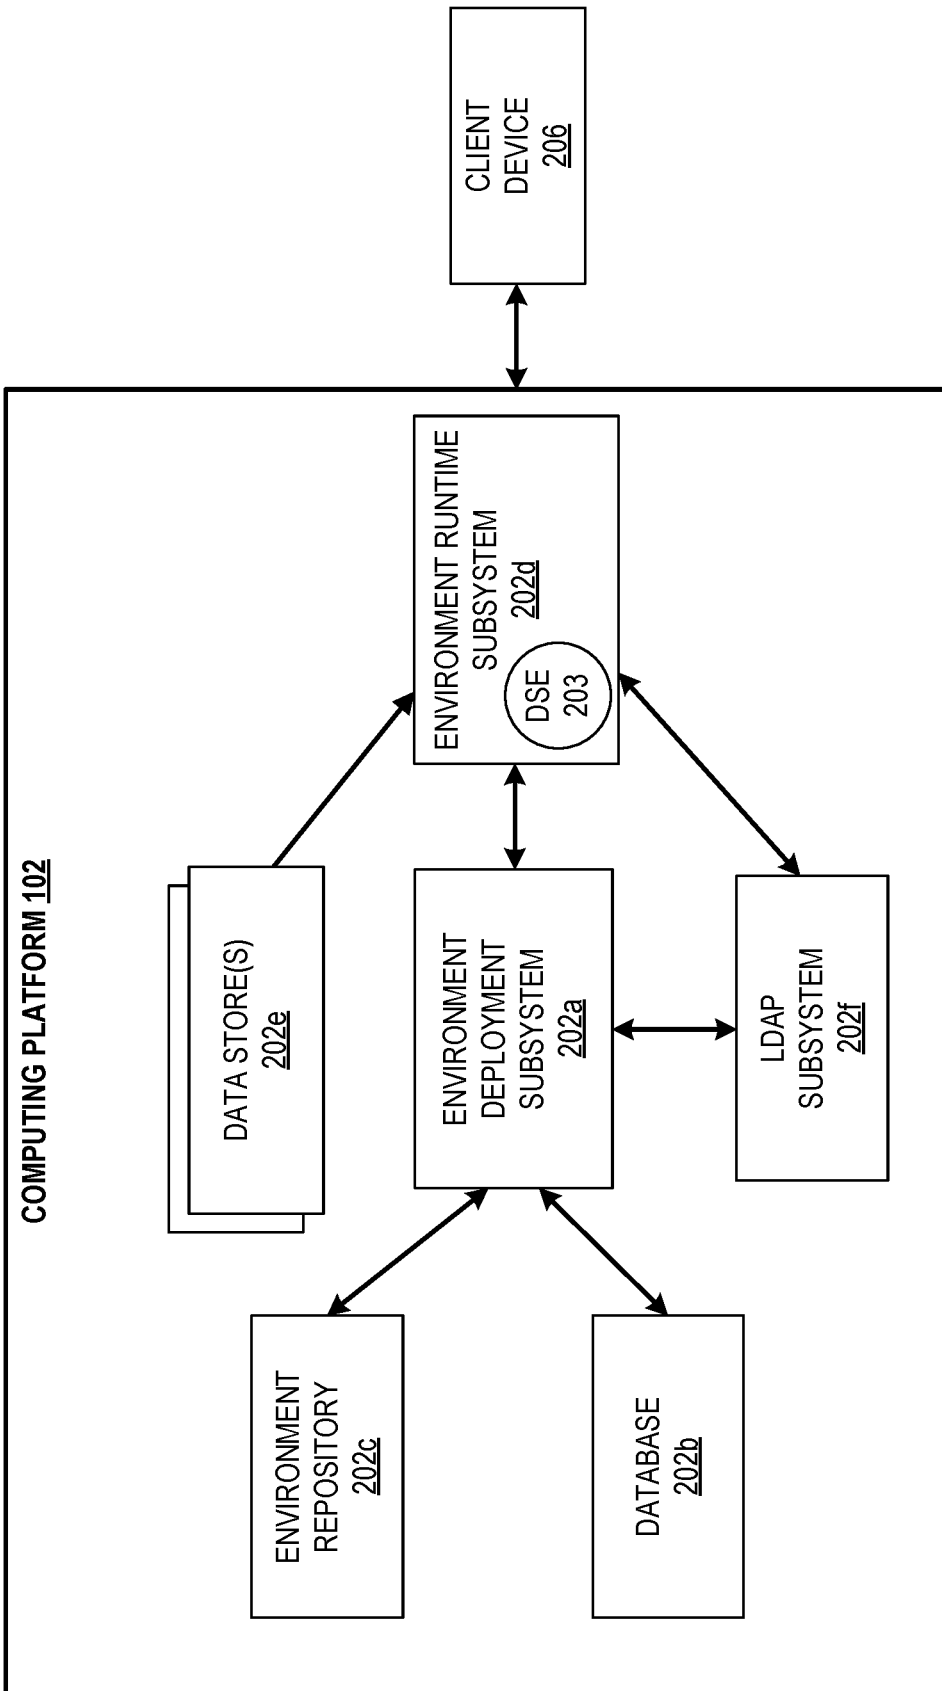 COMPUTING PLATFORM 102
ENVIRONMENT
REPOSITORY
202c
DATABASE
202b
DATA STORE(S)
202e
ENVIRONMENT
DEPLOYMENT
SUBSYSTEM
202a
LDAP
SUBSYSTEM
202f
ENVIRONMENT RUNTIME
SUBSYSTEM
202d
DSE
203
CLIENT
DEVICE
206